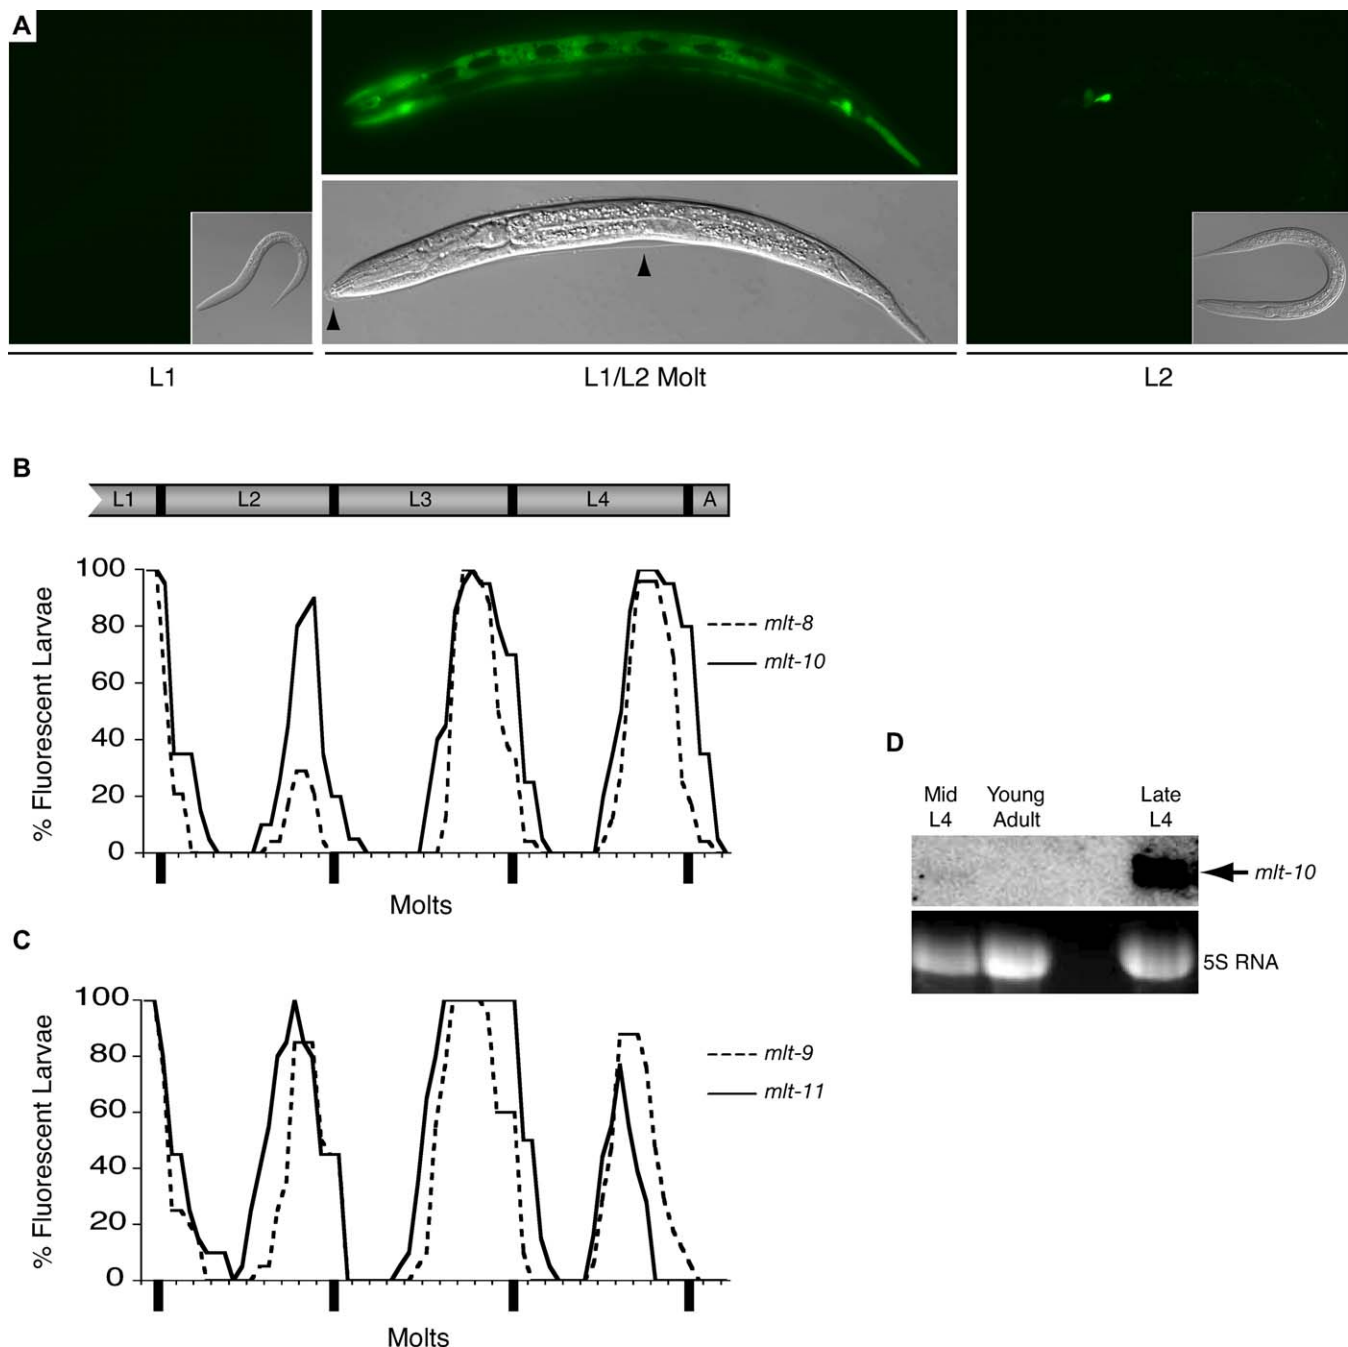 A
L1
L1/L2 Molt
L2
B
L1 L2 L3 L4 A
100
80
60
40
20
0
% Fluorescent Larvae
mlt-8
mlt-10
Molts
C
100
80
60
40
20
0
% Fluorescent Larvae
mlt-9
mlt-11
Molts
D
Mid L4
Young Adult
Late L4
mlt-10
5S RNA